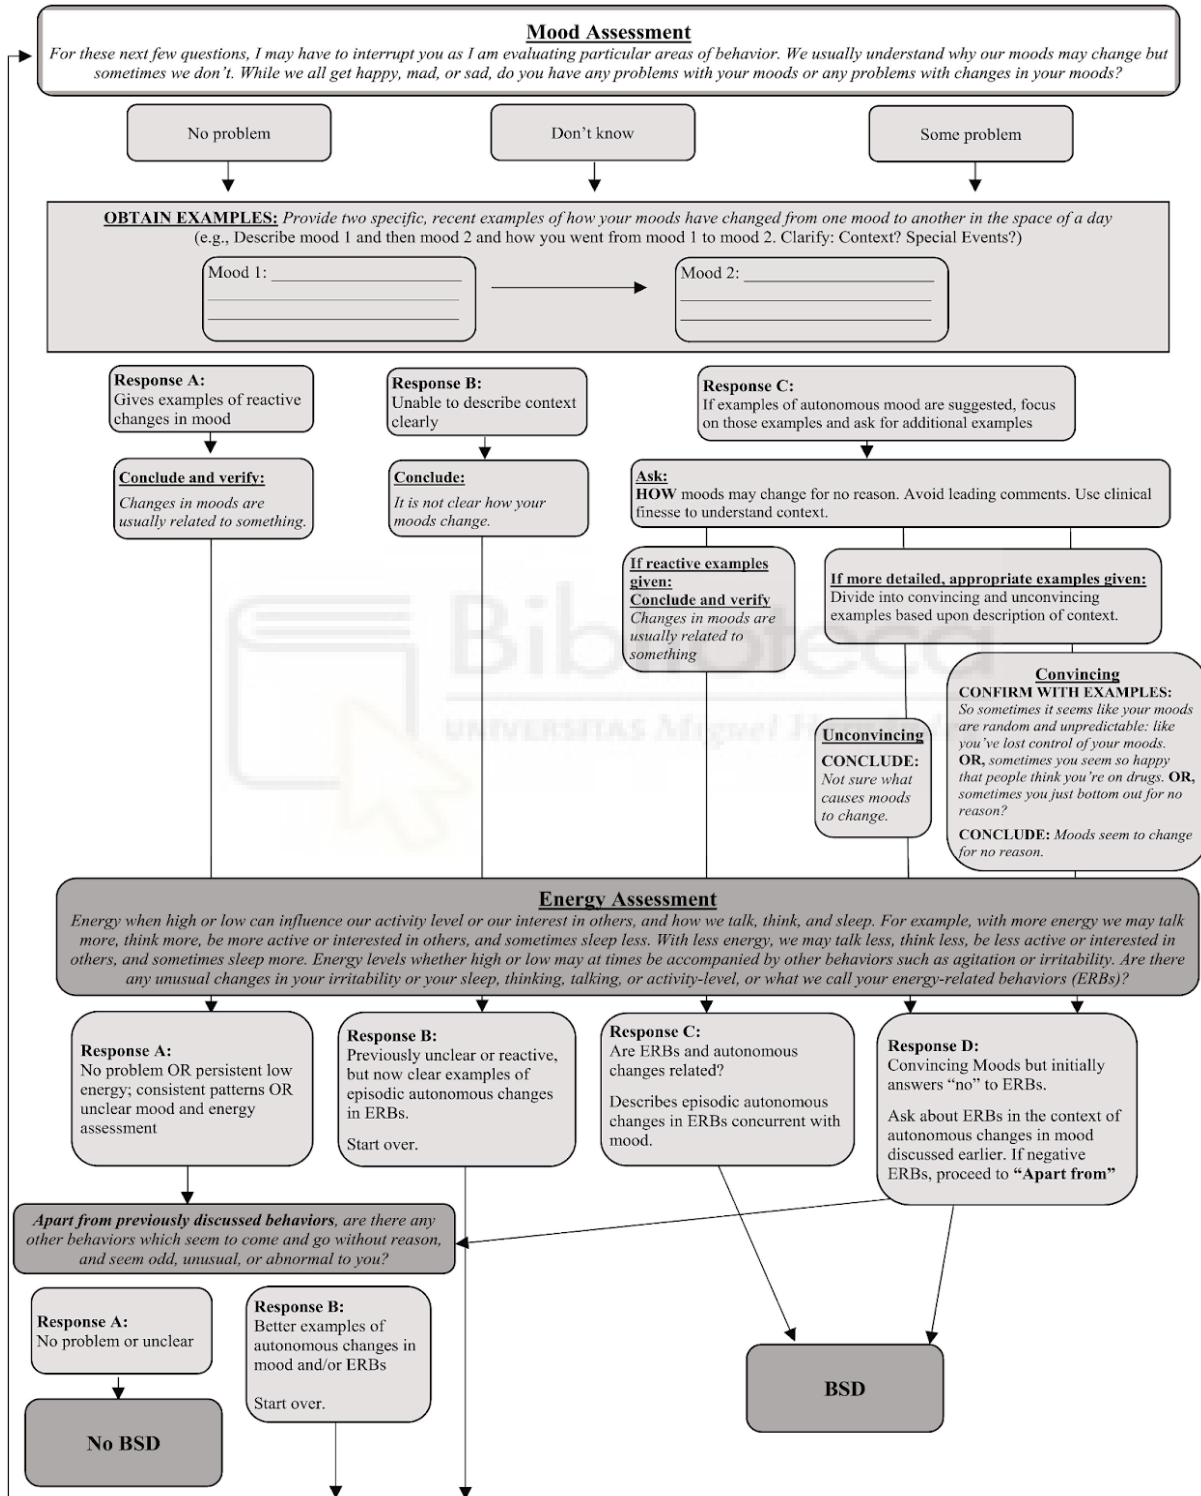 Mood Assessment
For these next few questions, I may have to interrupt you as I am evaluating particular areas of behavior. We usually understand why our moods may change but
sometimes we don't. While we all get happy, mad, or sad, do you have any problems with your moods or any problems with changes in your moods?
No problem
Don't know
Some problem
OBTAIN EXAMPLES: Provide two specific, recent examples of how your moods have changed from one mood to another in the space of a day
(e.g., Describe mood 1 and then mood 2 and how you went from mood 1 to mood 2. Clarify: Context? Special Events?)
Mood 1:
Mood 2:
Response A:
Gives examples of reactive
changes in mood
Response B:
Unable to describe context
clearly
Response C:
If examples of autonomous mood are suggested, focus
on those examples and ask for additional examples
Conclude and verify:
Changes in moods are
usually related to something.
Conclude:
It is not clear how your
moods change.
Ask:
HOW moods may change for no reason. Avoid leading comments. Use clinical
finesse to understand context.
If reactive examples
given:
Conclude and verify
Changes in moods are
usually related to
something
If more detailed, appropriate examples given:
Divide into convincing and unconvincing
examples based upon description of context.
Biblioteca
UNIVERSITAS Miguel Hernández
Unconvincing
CONCLUDE:
Not sure what
causes moods
to change.
Convincing
CONFIRM WITH EXAMPLES:
So sometimes it seems like your moods
are random and unpredictable: like
you've lost control of your moods.
OR, sometimes you seem so happy
that people think you're on drugs. OR,
sometimes you just bottom out for no
reason?
CONCLUDE: Moods seem to change
for no reason.
Energy Assessment
Energy when high or low can influence our activity level or our interest in others, and how we talk, think, and sleep. For example, with more energy we may talk
more, think more, be more active or interested in others, and sometimes sleep less. With less energy, we may talk less, think less, be less active or interested in
others, and sometimes sleep more. Energy levels whether high or low may at times be accompanied by other behaviors such as agitation or irritability. Are there
any unusual changes in your irritability or your sleep, thinking, talking, or activity-level, or what we call your energy-related behaviors (ERBs)?
Response A:
No problem OR persistent low
energy; consistent patterns OR
unclear mood and energy
assessment
Response B:
Previously unclear or reactive,
but now clear examples of
episodic autonomous changes
in ERBs.
Start over.
Response C:
Are ERBs and autonomous
changes related?
Describes episodic autonomous
changes in ERBs concurrent with
mood.
Response D:
Convincing Moods but initially
answers "no" to ERBs.
Ask about ERBs in the context of
autonomous changes in mood
discussed earlier. If negative
ERBs, proceed to "Apart from"
Apart from previously discussed behaviors, are there any
other behaviors which seem to come and go without reason,
and seem odd, unusual, or abnormal to you?
Response A:
No problem or unclear
Response B:
Better examples of
autonomous changes in
mood and/or ERBs
Start over.
No BSD
BSD